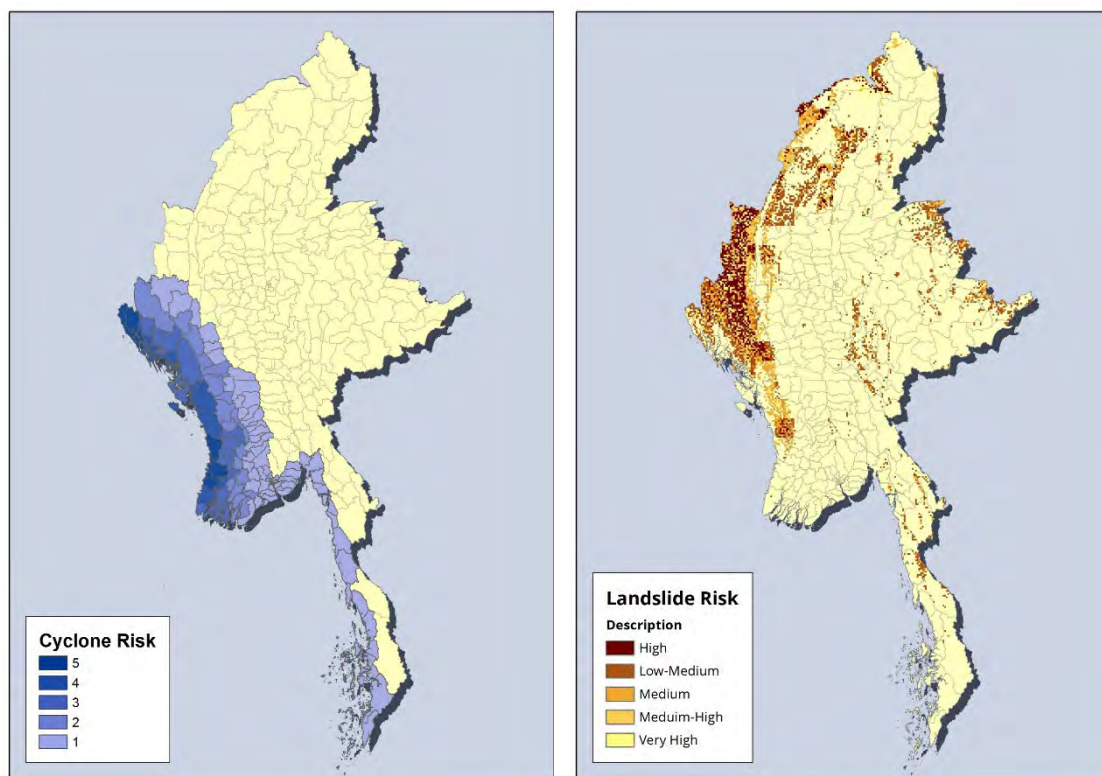 Cyclone Risk
5
4
3
2
1
Landslide Risk
Description
High
Low-Medium
Medium
Meduim-High
Very High